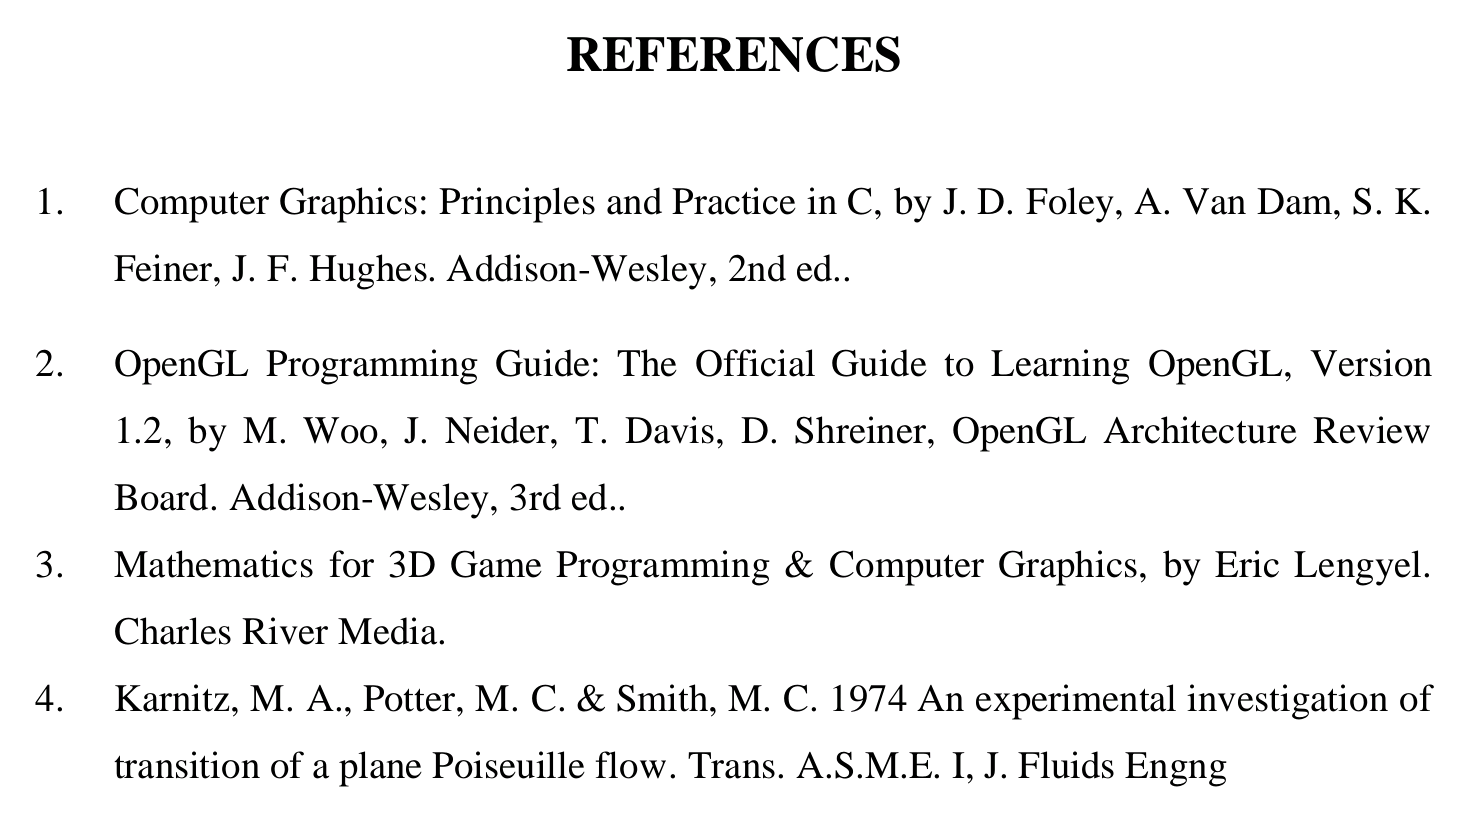 REFERENCES
1. Computer Graphics: Principles and Practice in C, by J. D. Foley, A. Van Dam, S. K.
Feiner, J. F. Hughes. Addison-Wesley, 2nd ed..
2. OpenGL Programming Guide: The Official Guide to Learning OpenGL, Version
1.2, by M. Woo, J. Neider, T. Davis, D. Shreiner, OpenGL Architecture Review
Board. Addison-Wesley, 3rd ed..
3. Mathematics for 3D Game Programming & Computer Graphics, by Eric Lengyel.
Charles River Media.
4. Karnitz, M. A., Potter, M. C. & Smith, M. C. 1974 An experimental investigation of
transition of a plane Poiseuille flow. Trans. A.S.M.E. I, J. Fluids Engng